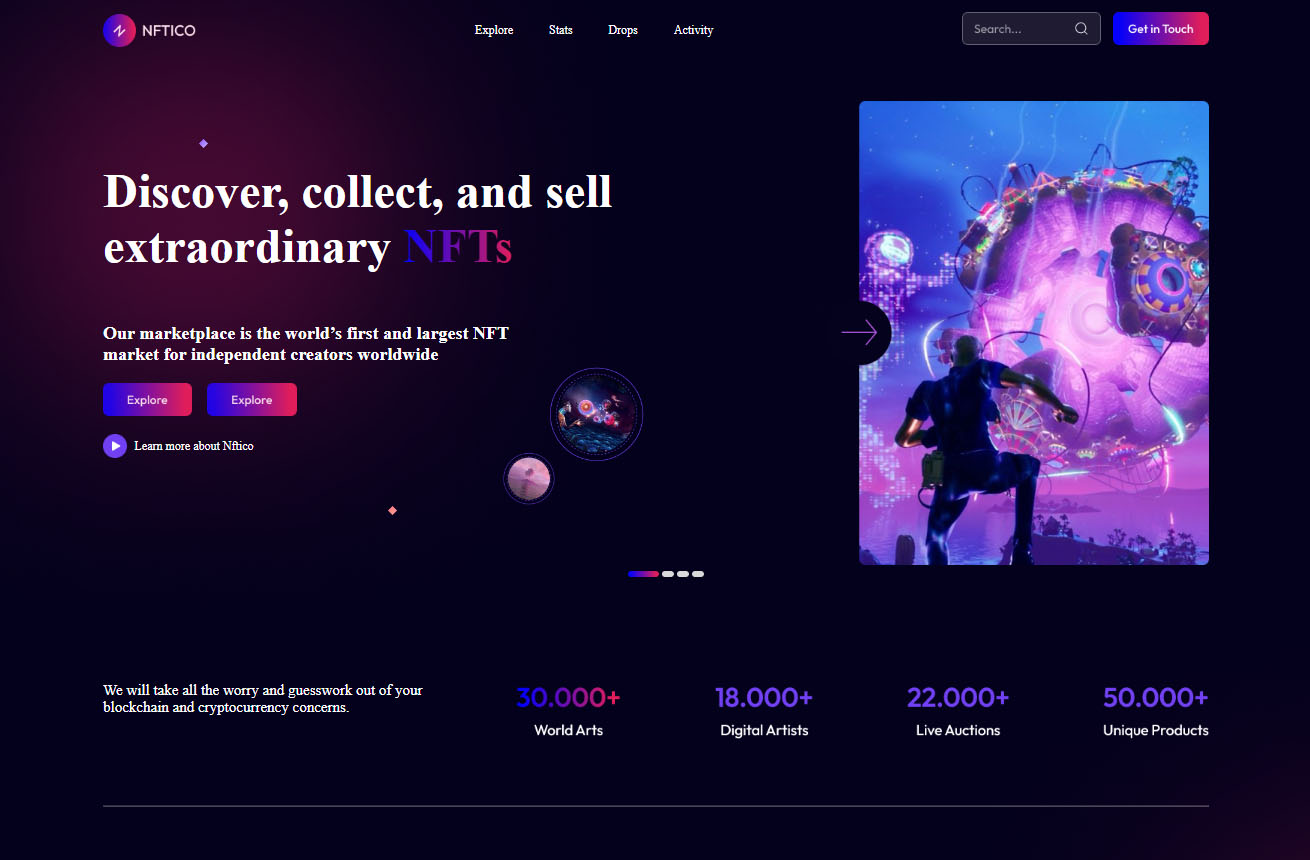 NFTICO
Explore
Stats
Drops
Activity
Search...
Get in Touch
Discover, collect, and sell
extraordinary NFTs
Our marketplace is the world’s first and largest NFT
market for independent creators worldwide
Explore
Explore
Learn more about Nftico
We will take all the worry and guesswork out of your
blockchain and cryptocurrency concerns.
30.000+
World Arts
18.000+
Digital Artists
22.000+
Live Auctions
50.000+
Unique Products